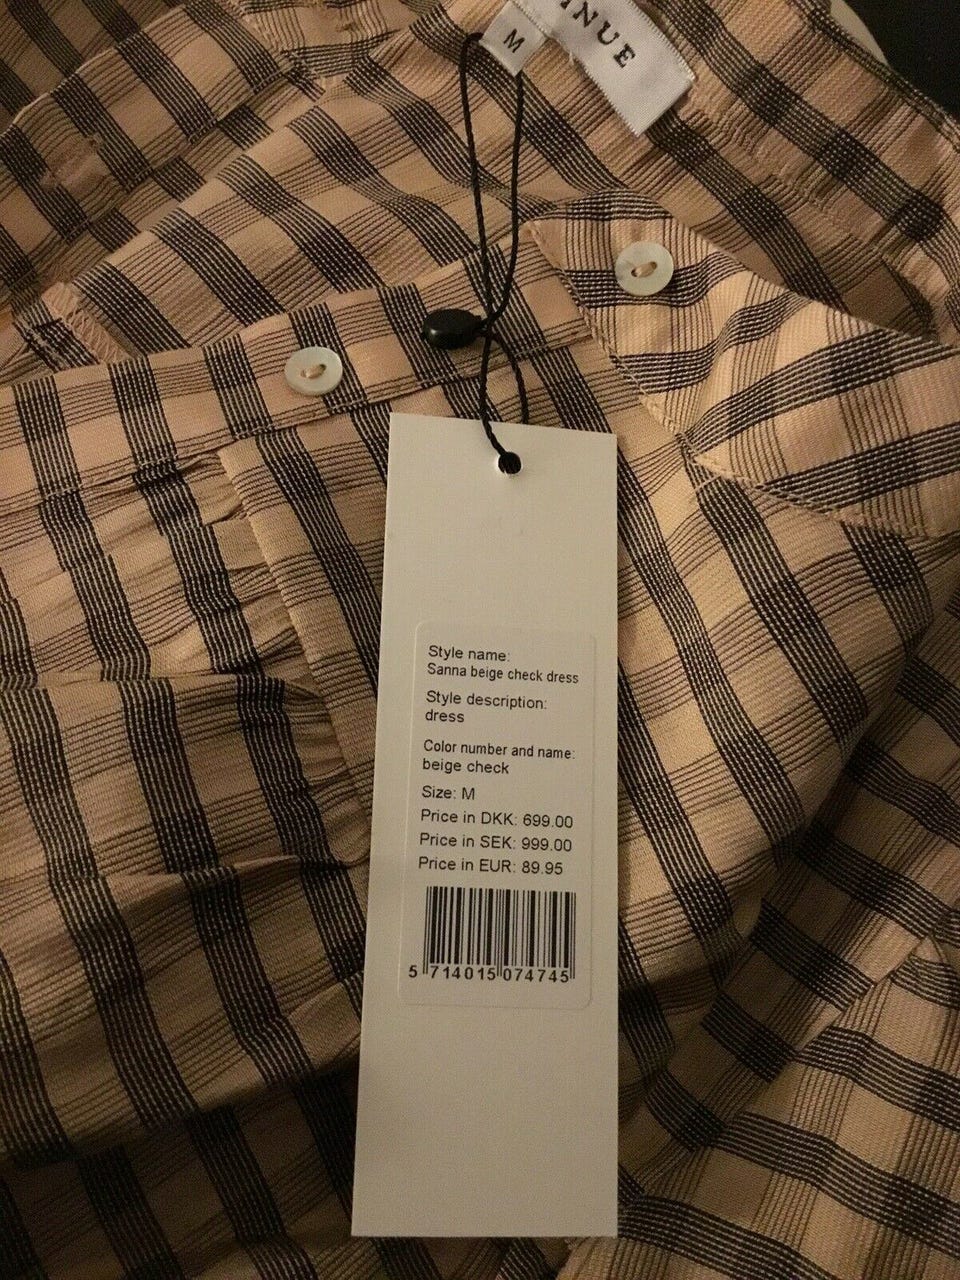 INUE
M
Style name:
Sanna beige check dress
Style description:
dress
Color number and name:
beige check
Size: M
Price in DKK: 699.00
Price in SEK: 999.00
Price in EUR: 89.95
5 714015 074745